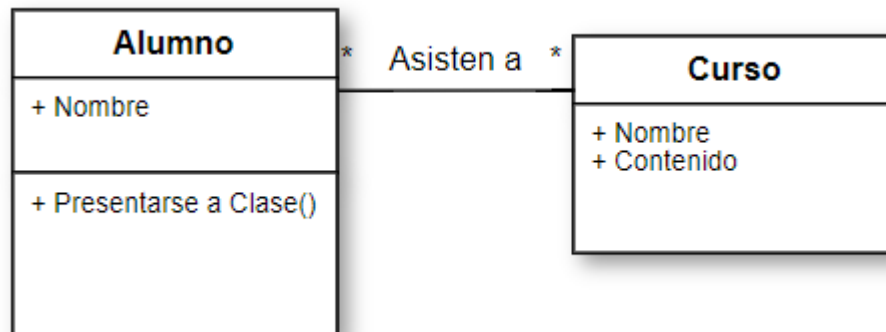 Alumno
+ Nombre
+ Presentarse a Clase()
* Asisten a *
Curso
+ Nombre
+ Contenido